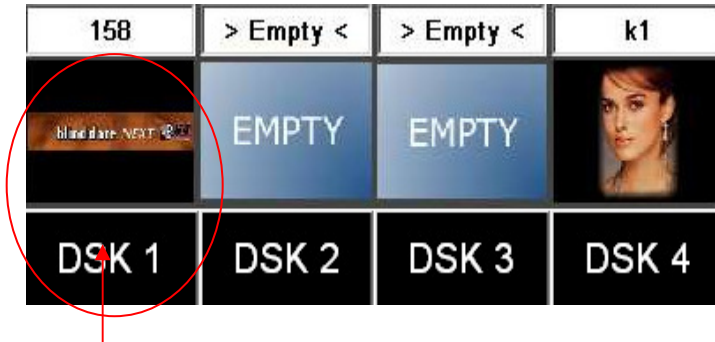 158 > Empty < > Empty < k1
blind date NEXT EMPTY EMPTY
DSK 1 DSK 2 DSK 3 DSK 4